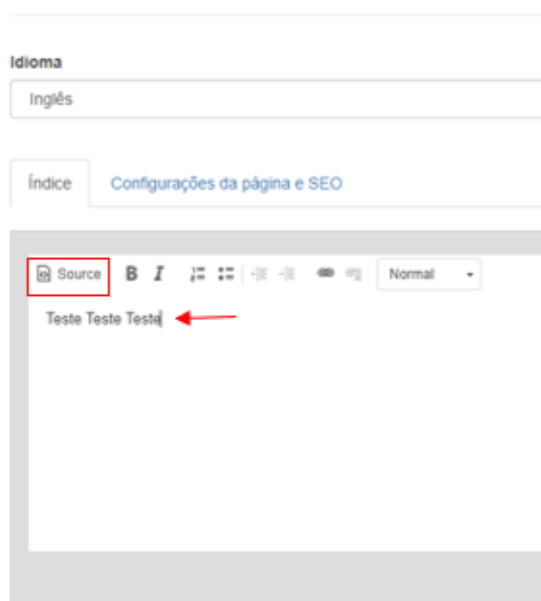 Idioma
Inglês
Índice Configurações da página e SEO
Source B I Normal
Teste Teste Teste